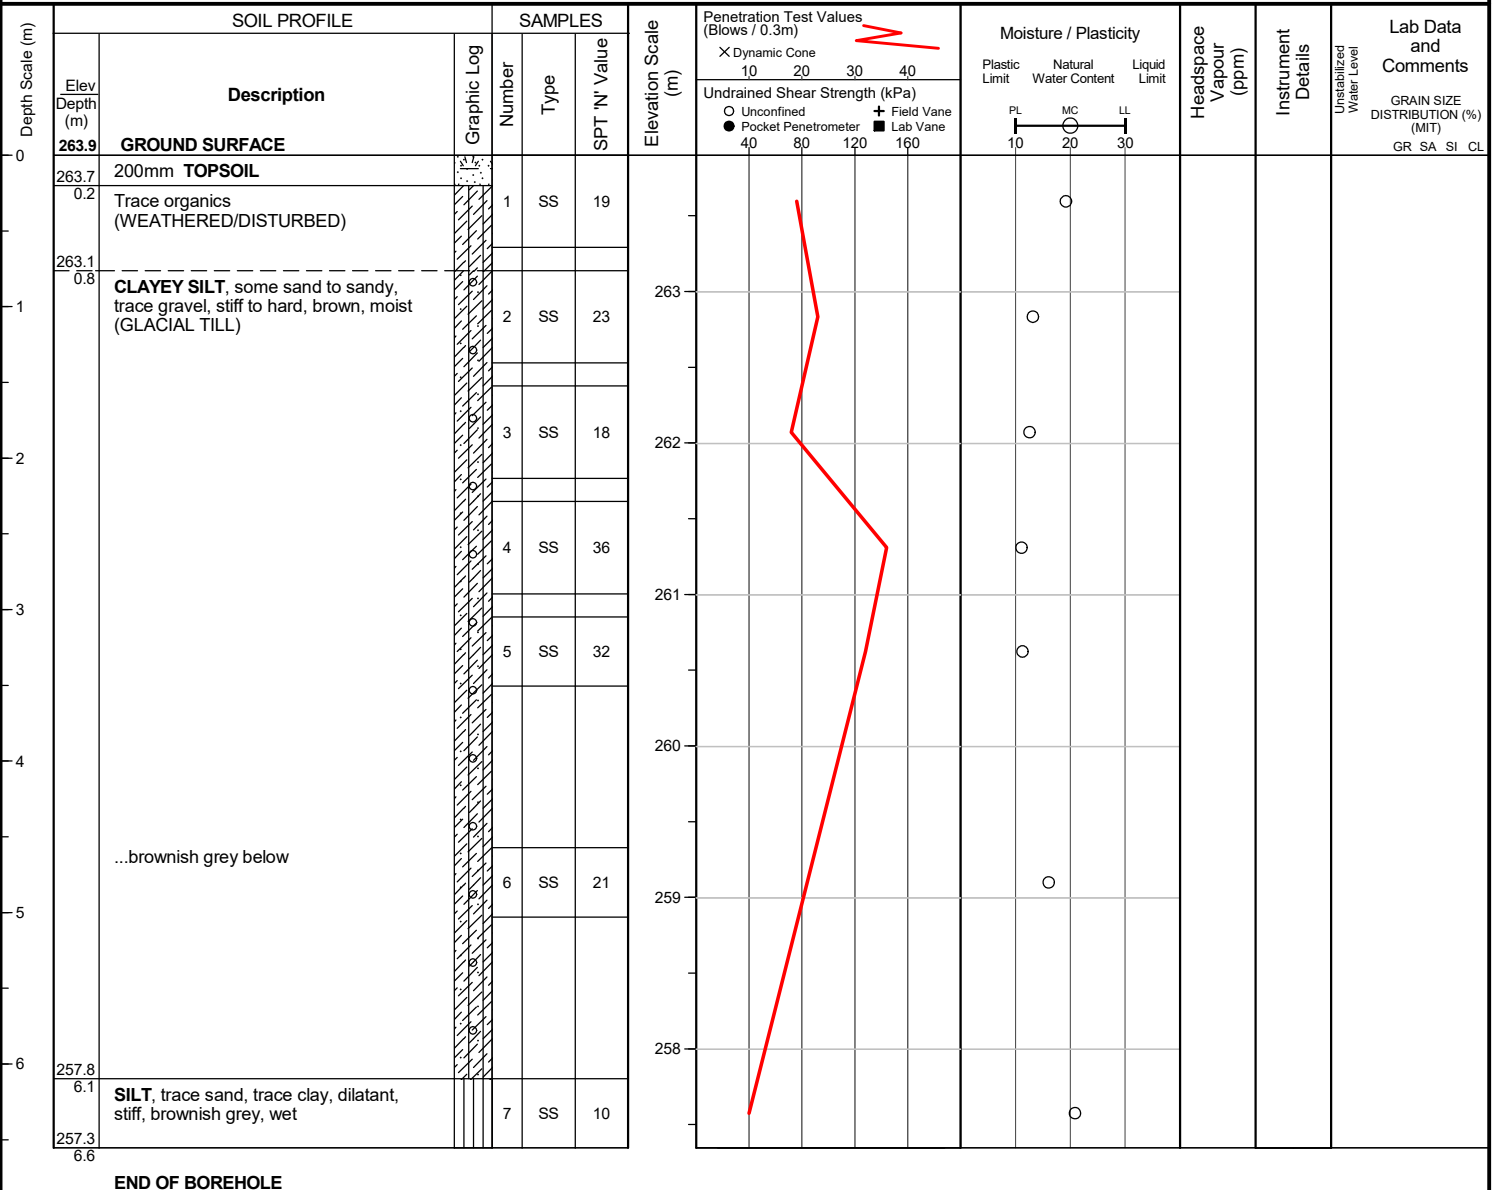 SOIL PROFILE
SAMPLES
Depth Scale (m)
Elev
Depth
(m)
Description
Graphic Log
Number
Type
SPT 'N' Value
Elevation Scale
(m)
Penetration Test Values
(Blows / 0.3m)
× Dynamic Cone
10 20 30 40
Undrained Shear Strength (kPa)
Unconfined
Field Vane
Pocket Penetrometer
Lab Vane
40 80 120 160
Moisture / Plasticity
Plastic
Limit
Natural
Water Content
Liquid
Limit
PL MC LL
10 20 30
Headspace
Vapour
(ppm)
Instrument
Details
Unstabilized
Water Level
Lab Data
and
Comments
GRAIN SIZE
DISTRIBUTION (%)
(MIT)
GR SA SI CL
263.9 GROUND SURFACE
0
263.7 200mm TOPSOIL
0.2 Trace organics
(WEATHERED/DISTURBED)
1 SS 19
263.1
0.8
CLAYEY SILT, some sand to sandy,
trace gravel, stiff to hard, brown, moist
(GLACIAL TILL)
263
1
2 SS 23
3 SS 18
262
2
4 SS 36
261
3
5 SS 32
260
4
...brownish grey below
6 SS 21
259
5
258
6
257.8
6.1
SILT, trace sand, trace clay, dilatant,
stiff, brownish grey, wet
7 SS 10
257.3
6.6
END OF BOREHOLE